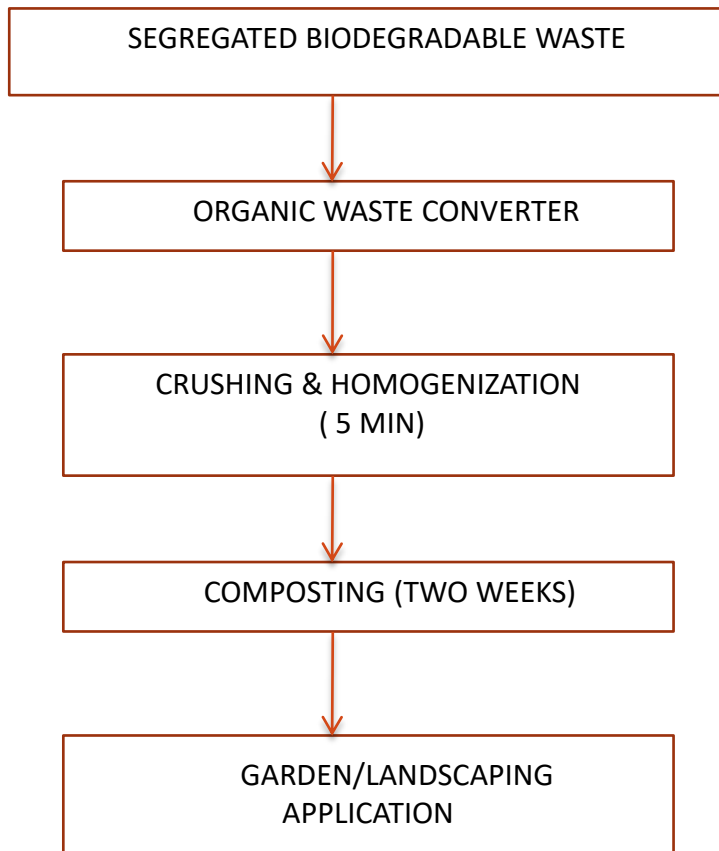 SEGREGATED BIODEGRADABLE WASTE
ORGANIC WASTE CONVERTER
CRUSHING & HOMOGENIZATION
( 5 MIN)
COMPOSTING (TWO WEEKS)
GARDEN/LANDSCAPING
APPLICATION